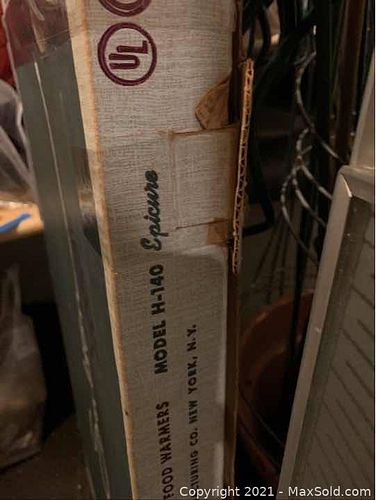 UL
MODEL H-140 Epicure
FOOD WARMERS
CO. NEW YORK, N.Y.
Copyright 2021 - MaxSold.com